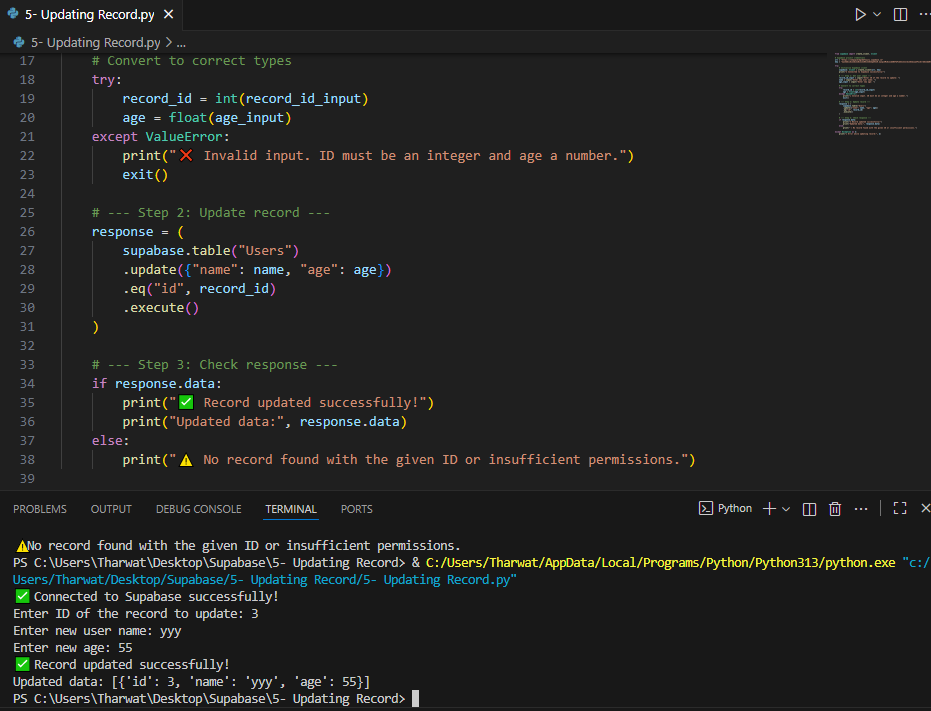 5- Updating Record.py ✕
5- Updating Record.py > ...
17 # Convert to correct types
18 try:
19 record_id = int(record_id_input)
20 age = float(age_input)
21 except ValueError:
22 print("❌ Invalid input. ID must be an integer and age a number.")
23 exit()
24
25 # --- Step 2: Update record ---
26 response = (
27 supabase.table("Users")
28 .update({"name": name, "age": age})
29 .eq("id", record_id)
30 .execute()
31 )
32
33 # --- Step 3: Check response ---
34 if response.data:
35 print("✅ Record updated successfully!")
36 print("Updated data:", response.data)
37 else:
38 print("⚠️ No record found with the given ID or insufficient permissions.")
39
PROBLEMS OUTPUT DEBUG CONSOLE TERMINAL PORTS Python
⚠️No record found with the given ID or insufficient permissions.
PS C:\Users\Tharwat\Desktop\Supabase\5- Updating Record> & C:/Users/Tharwat/AppData/Local/Programs/Python/Python313/python.exe "c:/
Users/Tharwat/Desktop/Supabase/5- Updating Record/5- Updating Record.py"
✅ Connected to Supabase successfully!
Enter ID of the record to update: 3
Enter new user name: yyy
Enter new age: 55
✅ Record updated successfully!
Updated data: [{'id': 3, 'name': 'yyy', 'age': 55}]
PS C:\Users\Tharwat\Desktop\Supabase\5- Updating Record>